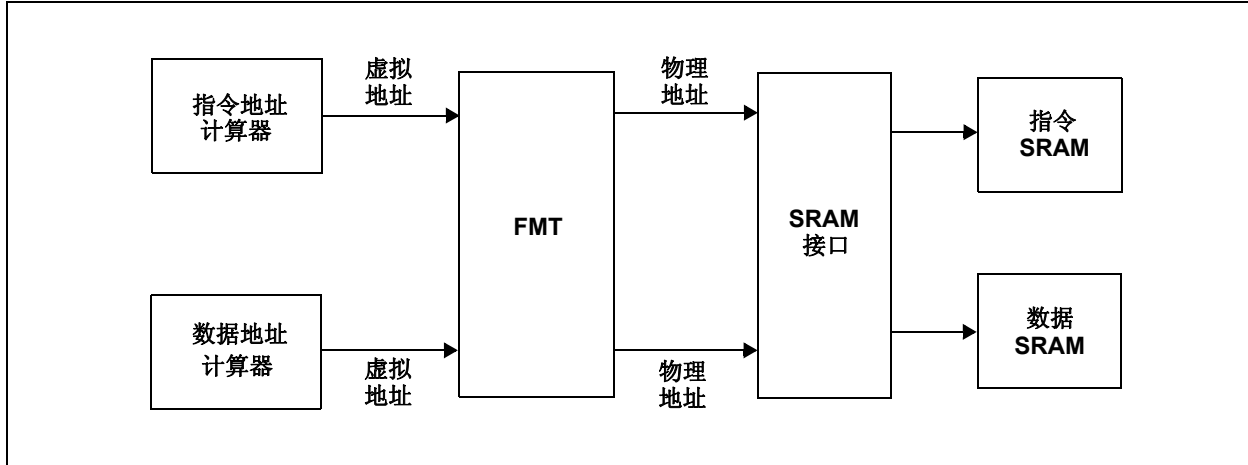 指令地址
计算器
虚拟
地址
FMT
物理
地址
SRAM
接口
指令
SRAM
数据地址
计算器
虚拟
地址
物理
地址
数据
SRAM